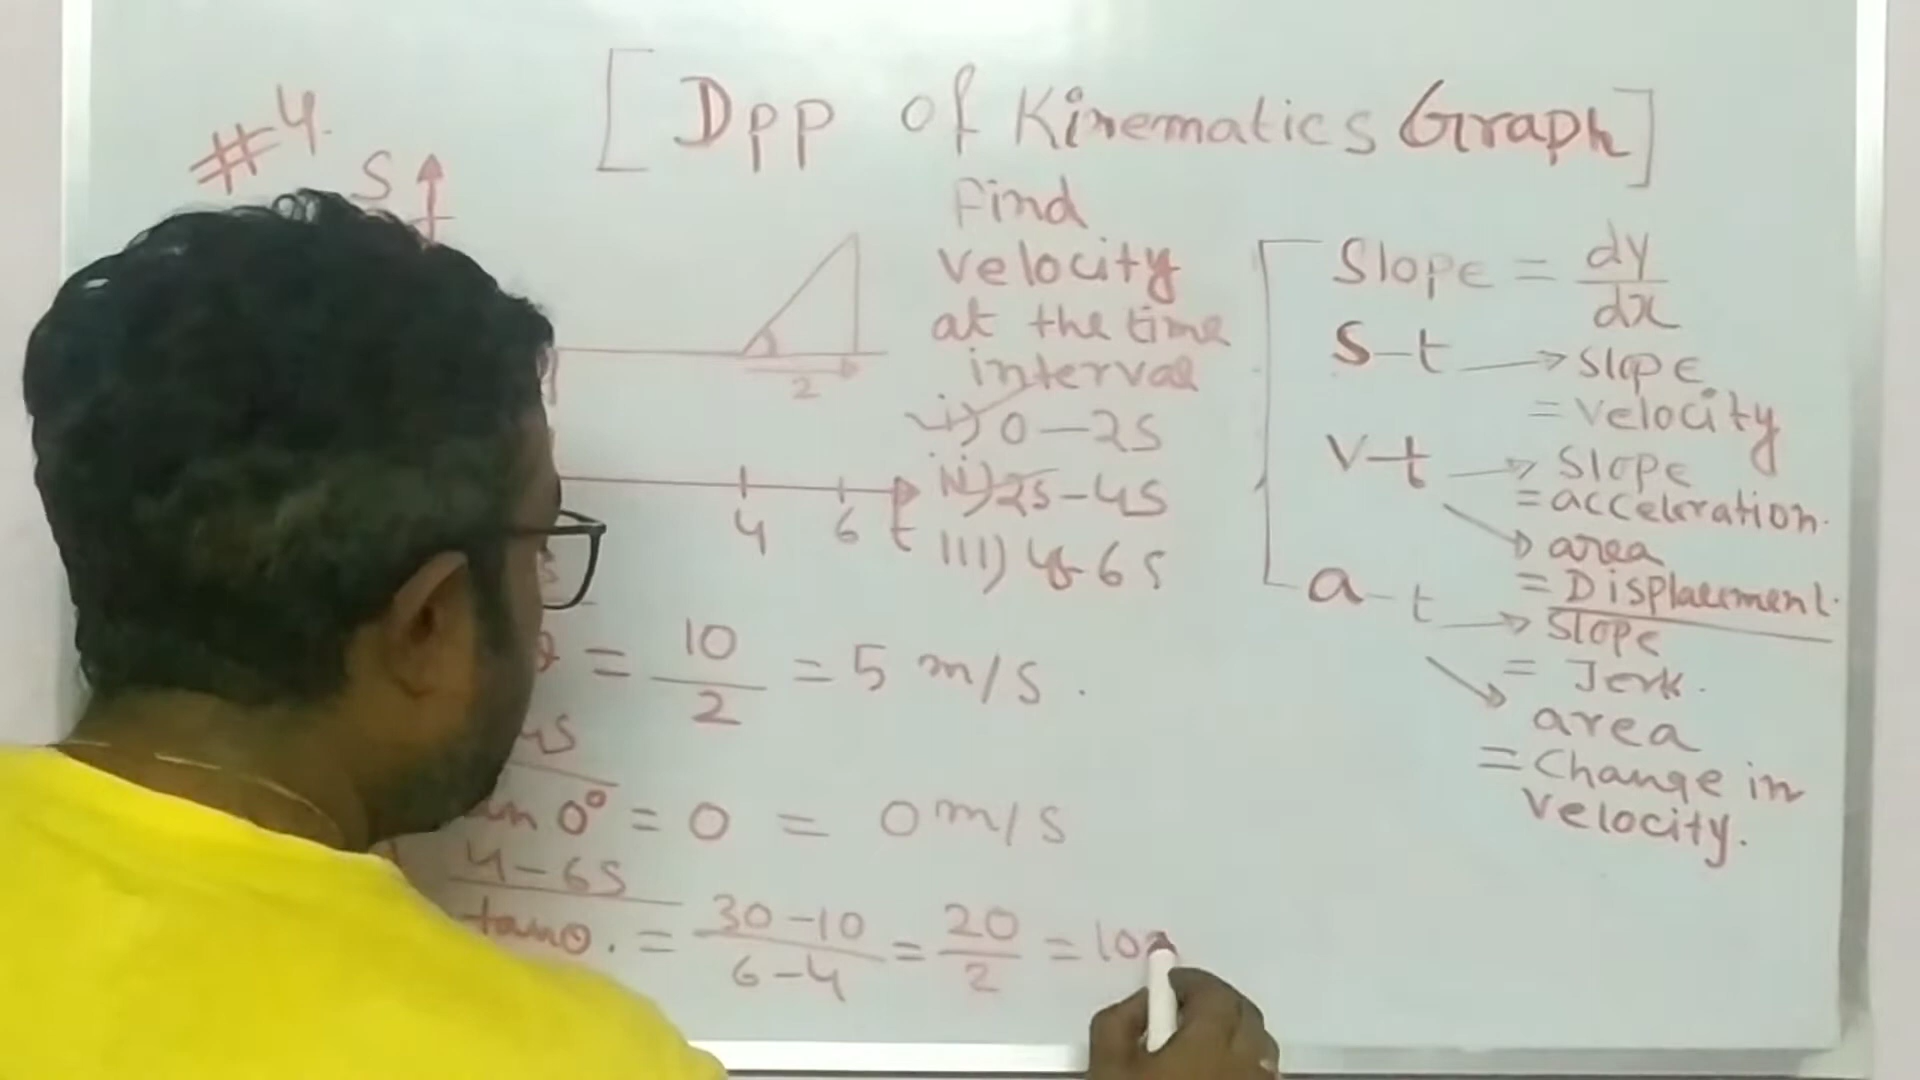 [Dpp of Kinematics Graph]
#4.
S
2
4 6 t
Find
velocity
at the time
interval
i) 0-2s
ii) 2s-4s
iii) 4-6s
= 10/2 = 5 m/s.
4s
tan 0° = 0 = 0 m/s
4-6s
tanθ. = 30-10/6-4 = 20/2 = 10
Slope = dy/dx
S-t → slope
= velocity
V-t → slope
= acceleration.
→ area
= Displacement.
a-t → slope
= Jerk.
→ area
= Change in
velocity.